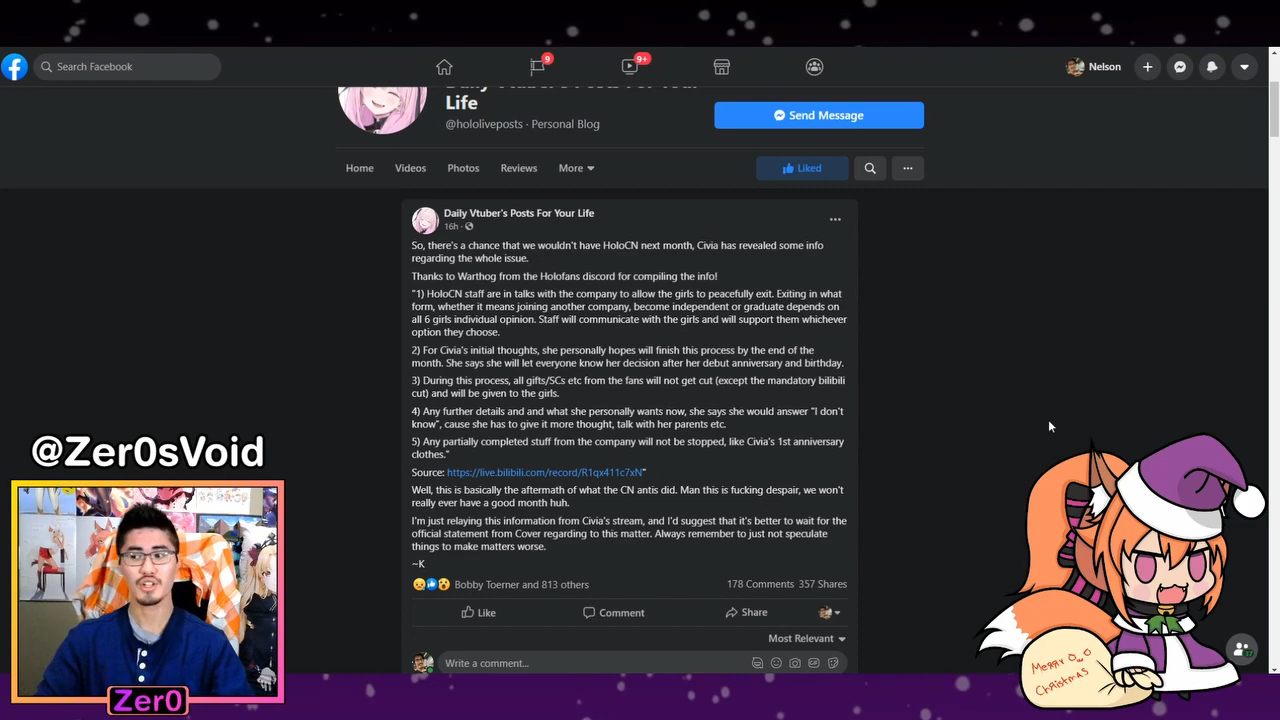 Search Facebook
9
9+
Nelson
Daily Vtuber's Posts For Your
Life
@hololiveposts · Personal Blog
Send Message
Home
Videos
Photos
Reviews
More
Liked
Daily Vtuber's Posts For Your Life
16h ·
So, there's a chance that we wouldn't have HoloCN next month, Civia has revealed some info
regarding the whole issue.
Thanks to Warthog from the Holofans discord for compiling the info!
"1) HoloCN staff are in talks with the company to allow the girls to peacefully exit. Exiting in what
form, whether it means joining another company, become independent or graduate depends on
all 6 girls individual opinion. Staff will communicate with the girls and will support them whichever
option they choose.
2) For Civia's initial thoughts, she personally hopes will finish this process by the end of the
month. She says she will let everyone know her decision after her debut anniversary and birthday.
3) During this process, all gifts/SCs etc from the fans will not get cut (except the mandatory bilibili
cut) and will be given to the girls.
4) Any further details and and what she personally wants now, she says she would answer "I don't
know", cause she has to give it more thought, talk with her parents etc.
5) Any partially completed stuff from the company will not be stopped, like Civia's 1st anniversary
clothes."
Source: https://live.bilibili.com/record/R1qx411c7xN"
Well, this is basically the aftermath of what the CN antis did. Man this is fucking despair, we won't
really ever have a good month huh.
I'm just relaying this information from Civia's stream, and I'd suggest that it's better to wait for the
official statement from Cover regarding to this matter. Always remember to just not speculate
things to make matters worse.
~K
Bobby Toerner and 813 others
178 Comments 357 Shares
Like
Comment
Share
Most Relevant
Write a comment...
@Zer0sVoid
Zer0
Merry OwO
Christmas